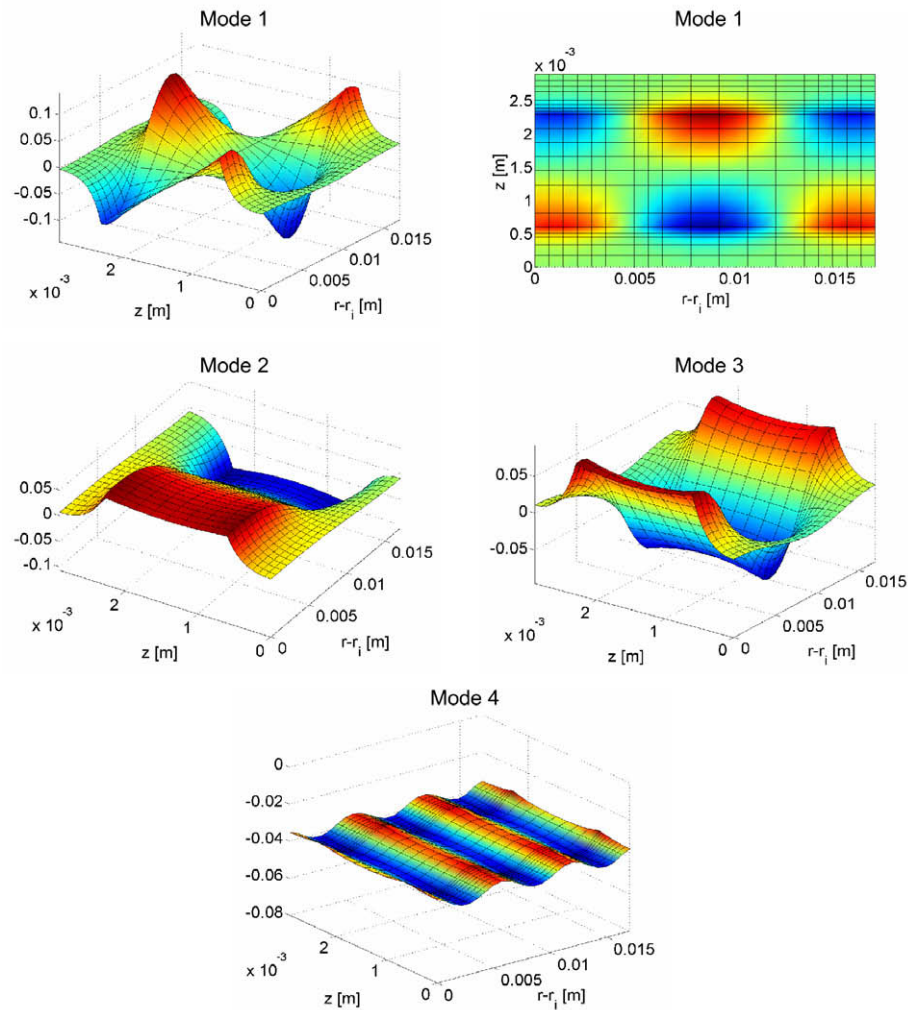 Mode 1
0.1
0.05
0
-0.05
-0.1
x 10 -3
2
1
0
z [m]
0
0.005
0.01
0.015
r-ri [m]
Mode 1
x 10 -3
2.5
2
1.5
1
0.5
0
z [m]
0
0.005
0.010
0.015
r-ri [m]
Mode 2
0.05
0
-0.05
-0.1
x 10 -3
2
1
0
z [m]
0
0.005
0.01
0.015
r-ri [m]
Mode 3
0.05
0
-0.05
x 10 -3
2
1
0
z [m]
0
0.005
0.01
0.015
r-ri [m]
Mode 4
0
-0.02
-0.04
-0.06
-0.08
x 10 -3
2
1
0
z [m]
0
0.005
0.01
0.015
r-ri [m]